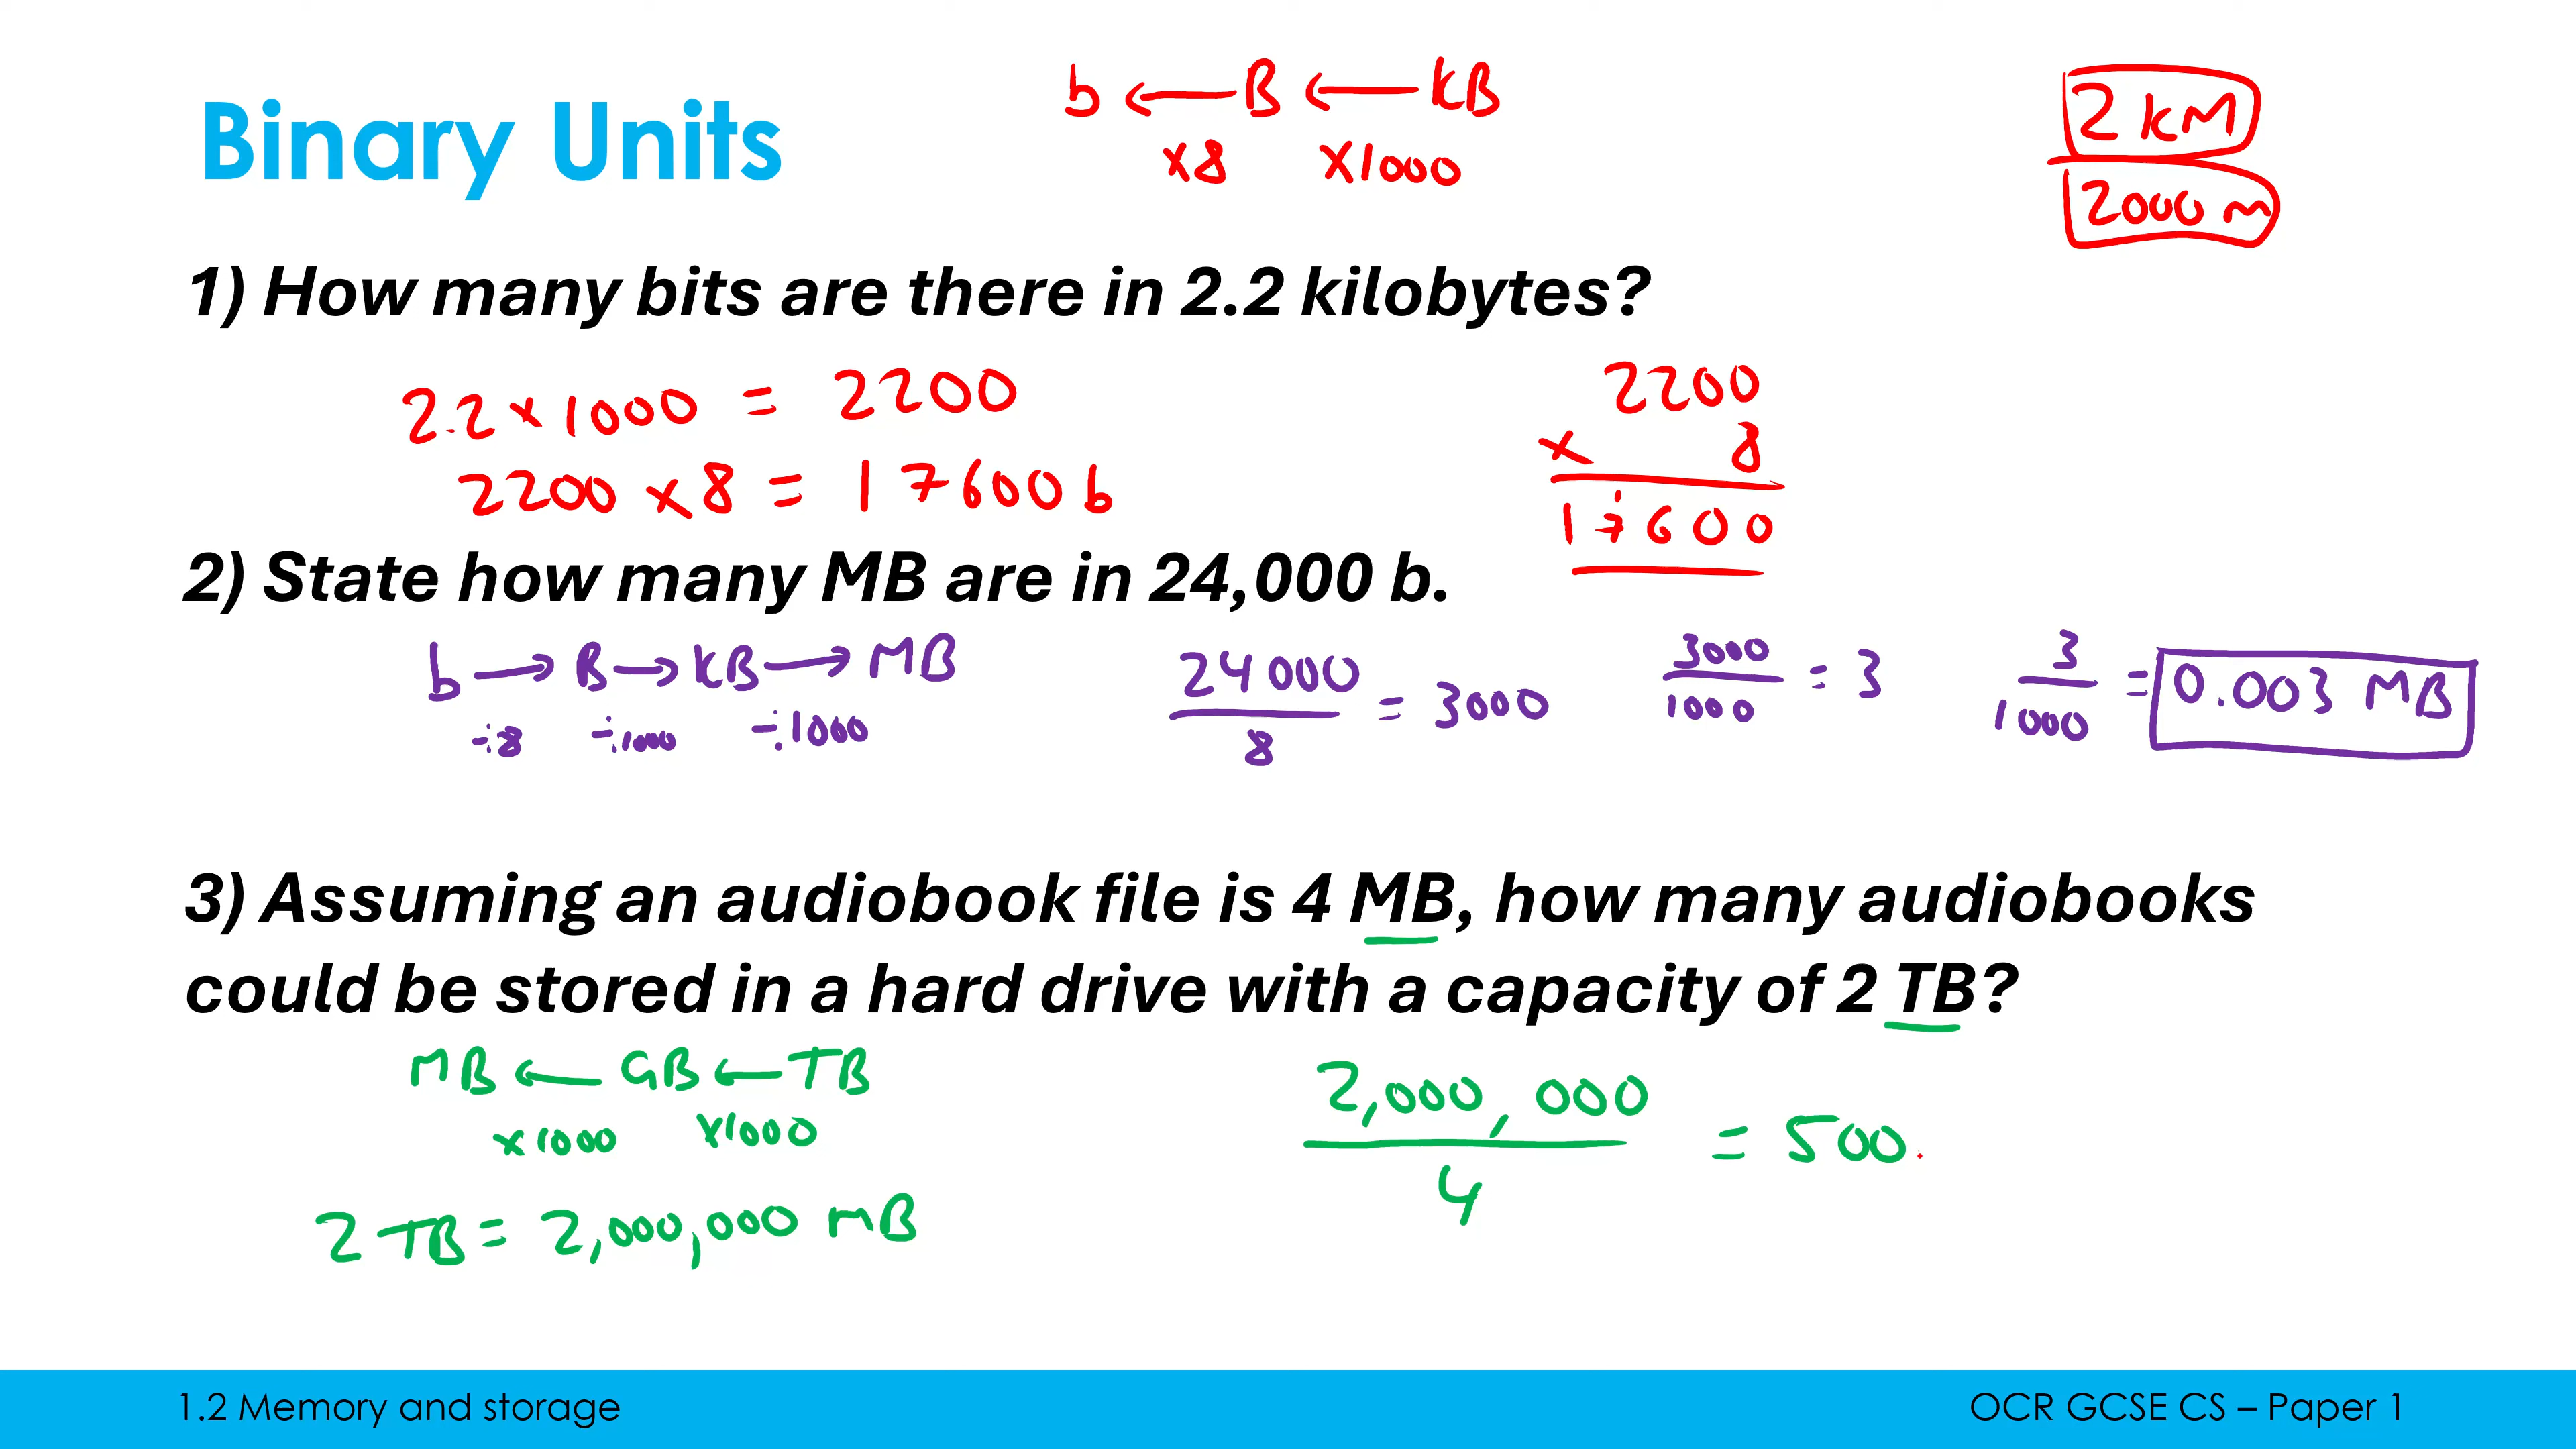 b ← B ← KB
×8 ×1000
2 KM
2000 m
Binary Units
1) How many bits are there in 2.2 kilobytes?
2.2 × 1000 = 2200
2200 × 8 = 17600 b
2200
× 8
17600
1
2) State how many MB are in 24,000 b.
b → B → KB → MB
÷8 ÷1000 ÷1000
24000
8
= 3000
3000
1000
= 3
3
1000
= 0.003 MB
3) Assuming an audiobook file is 4 MB, how many audiobooks
could be stored in a hard drive with a capacity of 2 TB?
MB ← GB ← TB
×1000 ×1000
2 TB = 2,000,000 MB
2,000,000
4
= 500.
1.2 Memory and storage
OCR GCSE CS – Paper 1